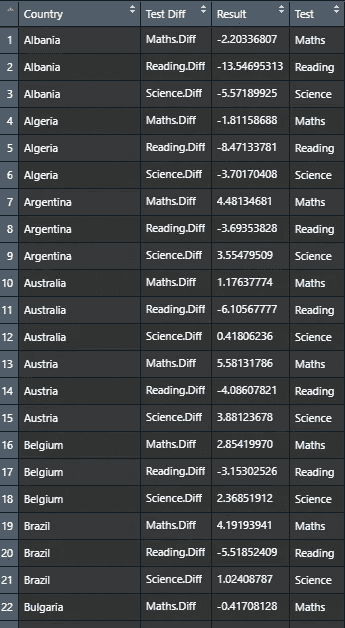 Country Test Diff Result Test
1 Albania Maths.Diff -2.20336807 Maths
2 Albania Reading.Diff -13.54695313 Reading
3 Albania Science.Diff -5.57189925 Science
4 Algeria Maths.Diff -1.81158688 Maths
5 Algeria Reading.Diff -8.47133781 Reading
6 Algeria Science.Diff -3.70170408 Science
7 Argentina Maths.Diff 4.48134681 Maths
8 Argentina Reading.Diff -3.69353828 Reading
9 Argentina Science.Diff 3.55479509 Science
10 Australia Maths.Diff 1.17637774 Maths
11 Australia Reading.Diff -6.10567777 Reading
12 Australia Science.Diff 0.41806236 Science
13 Austria Maths.Diff 5.58131786 Maths
14 Austria Reading.Diff -4.08607821 Reading
15 Austria Science.Diff 3.88123678 Science
16 Belgium Maths.Diff 2.85419970 Maths
17 Belgium Reading.Diff -3.15302526 Reading
18 Belgium Science.Diff 2.36851912 Science
19 Brazil Maths.Diff 4.19193941 Maths
20 Brazil Reading.Diff -5.51852409 Reading
21 Brazil Science.Diff 1.02408787 Science
22 Bulgaria Maths.Diff -0.41708128 Maths